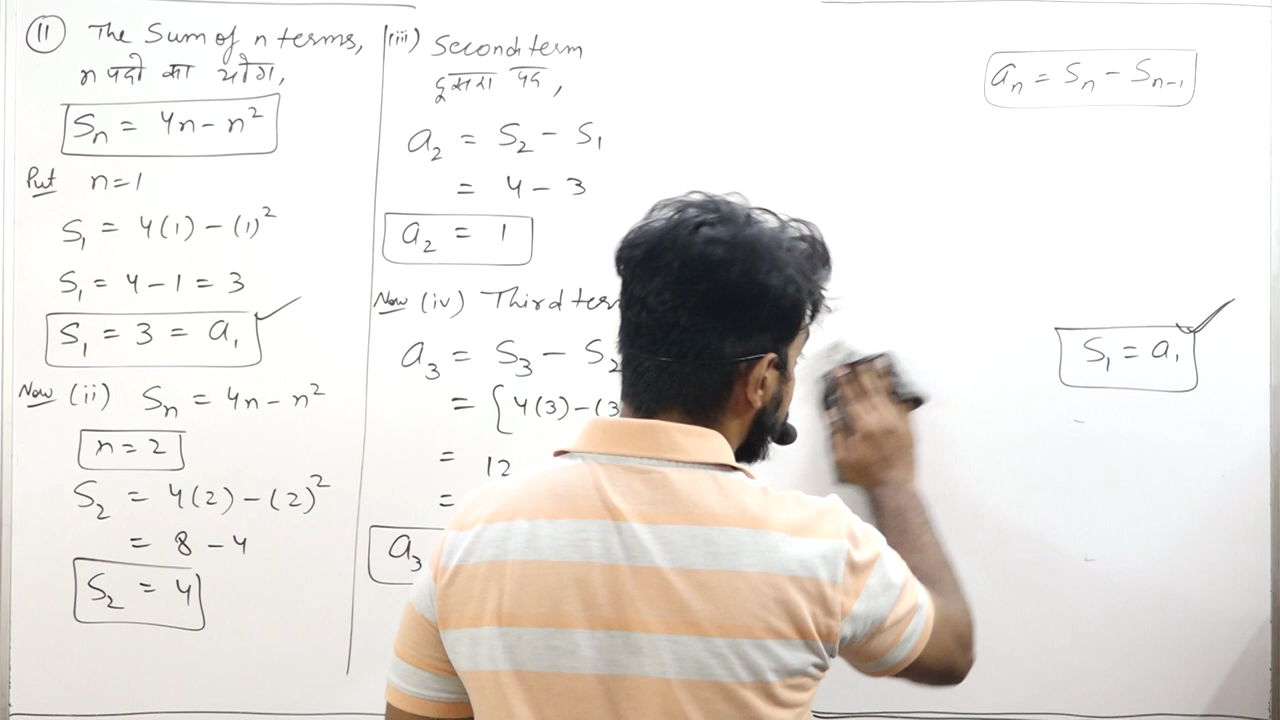 (11) The Sum of n terms,
n पदों का योग,
Sₙ = 4n - n²
Put n=1
S₁ = 4(1) - (1)²
S₁ = 4 - 1 = 3
S₁ = 3 = a₁
Now (ii) Sₙ = 4n - n²
n = 2
S₂ = 4(2) - (2)²
= 8 - 4
S₂ = 4
(iii) Second term
दूसरा पद,
a₂ = S₂ - S₁
= 4 - 3
a₂ = 1
Now (iv) Third
a₃ = S₃ - S₂
= {4(3) - (3
= 12
=
a₃
aₙ = Sₙ - Sₙ₋₁
S₁ = a₁